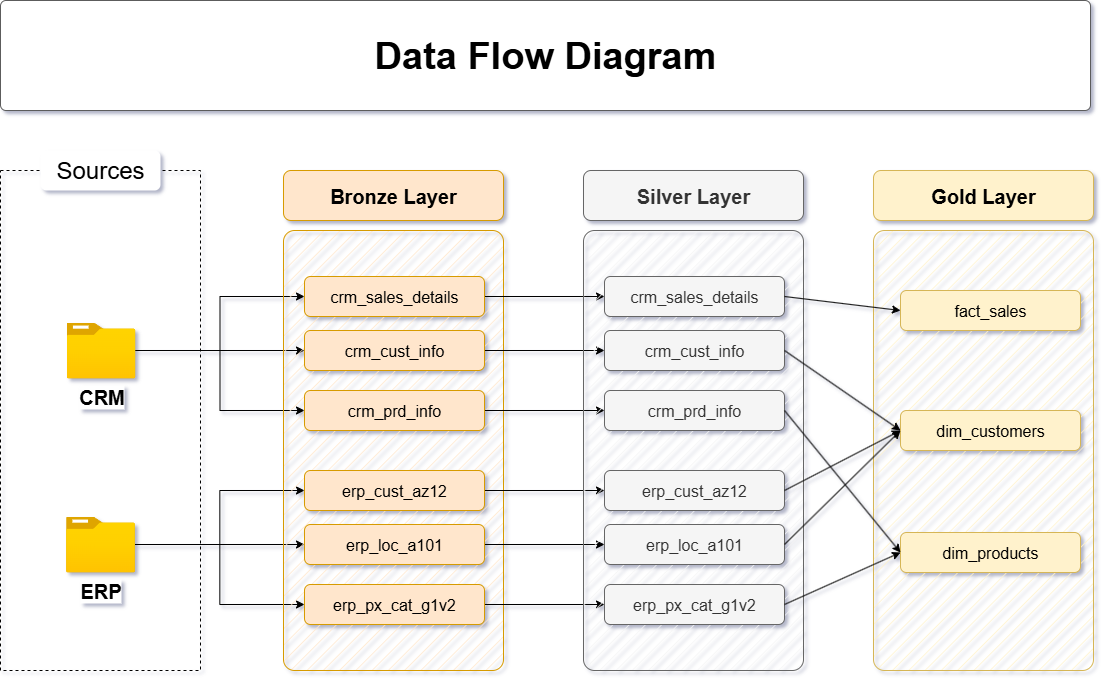 Data Flow Diagram
Sources
Bronze Layer
Silver Layer
Gold Layer
CRM
ERP
crm_sales_details
crm_cust_info
crm_prd_info
erp_cust_az12
erp_loc_a101
erp_px_cat_g1v2
crm_sales_details
crm_cust_info
crm_prd_info
erp_cust_az12
erp_loc_a101
erp_px_cat_g1v2
fact_sales
dim_customers
dim_products